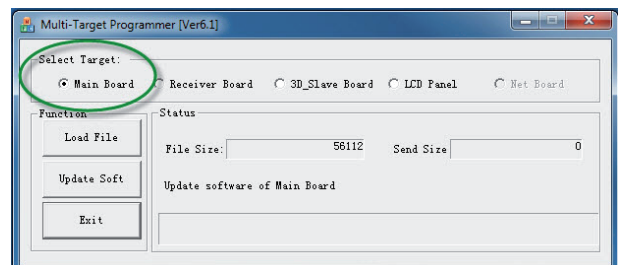 Multi-Target Programmer [Ver6.1]
Select Target:
Main Board Receiver Board 3D_Slave Board LCD Panel Net Board
Function
Status
Load File
File Size: 56112 Send Size 0
Update Soft
Update software of Main Board
Exit